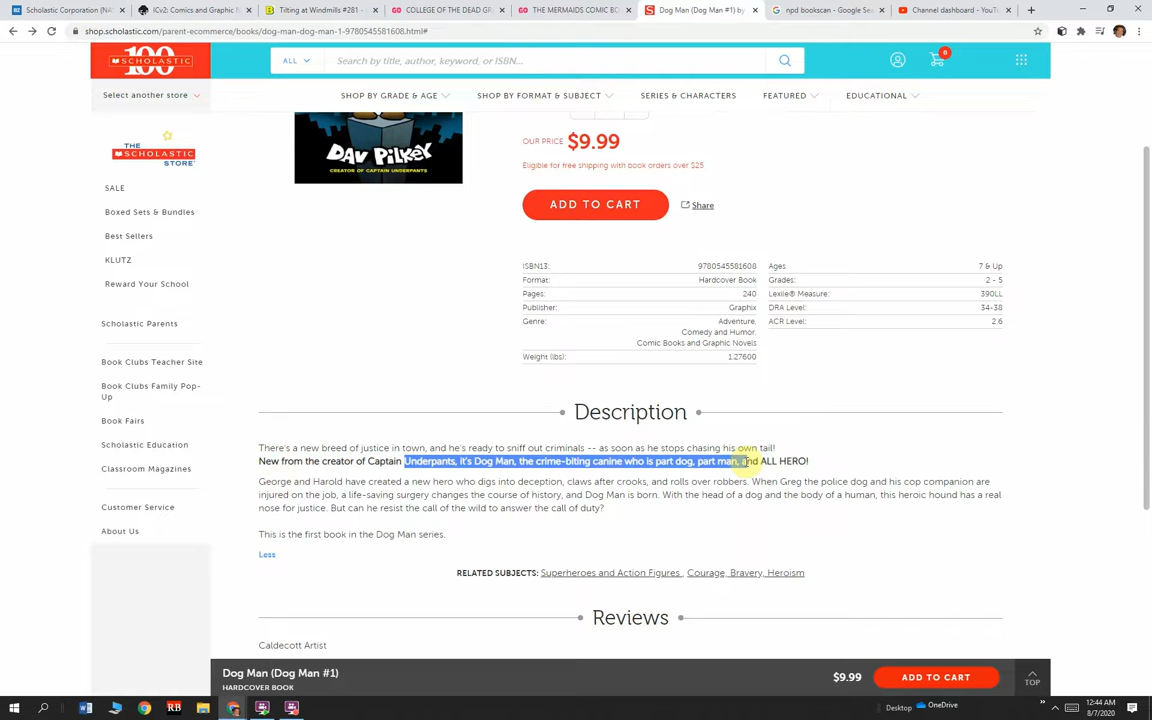 Scholastic Corporation (NA
ICv2: Comics and Graphic N
Tilting at Windmills #281 -
COLLEGE OF THE DEAD GR
THE MERMAIDS COMIC BO
Dog Man (Dog Man #1) by
npd bookscan - Google Sea
Channel dashboard - YouTu
shop.scholastic.com/parent-ecommerce/books/dog-man-dog-man-1-9780545581608.html#
100
SCHOLASTIC
ALL
Search by title, author, keyword, or ISBN...
0
Select another store
SHOP BY GRADE & AGE
SHOP BY FORMAT & SUBJECT
SERIES & CHARACTERS
FEATURED
EDUCATIONAL
THE
SCHOLASTIC
STORE
SALE
Boxed Sets & Bundles
Best Sellers
KLUTZ
Reward Your School
Scholastic Parents
Book Clubs Teacher Site
Book Clubs Family Pop-
Up
Book Fairs
Scholastic Education
Classroom Magazines
Customer Service
About Us
DAV PILKEY
CREATOR OF CAPTAIN UNDERPANTS
OUR PRICE $9.99
Eligible for free shipping with book orders over $25
ADD TO CART
Share
ISBN13: 9780545581608
Format: Hardcover Book
Pages: 240
Publisher: Graphix
Genre: Adventure,
Comedy and Humor,
Comic Books and Graphic Novels
Weight (lbs): 1.27600
Ages 7 & Up
Grades: 2 - 5
Lexile® Measure: 390LL
DRA Level: 34-38
ACR Level: 2.6
Description
There's a new breed of justice in town, and he's ready to sniff out criminals -- as soon as he stops chasing his own tail!
New from the creator of Captain Underpants, it's Dog Man, the crime-biting canine who is part dog, part man, and ALL HERO!
George and Harold have created a new hero who digs into deception, claws after crooks, and rolls over robbers. When Greg the police dog and his cop companion are
injured on the job, a life-saving surgery changes the course of history, and Dog Man is born. With the head of a dog and the body of a human, this heroic hound has a real
nose for justice. But can he resist the call of the wild to answer the call of duty?
This is the first book in the Dog Man series.
Less
RELATED SUBJECTS: Superheroes and Action Figures , Courage, Bravery, Heroism
Reviews
Caldecott Artist
Dog Man (Dog Man #1)
HARDCOVER BOOK
$9.99
ADD TO CART
TOP
Desktop
OneDrive
12:44 AM
8/7/2020